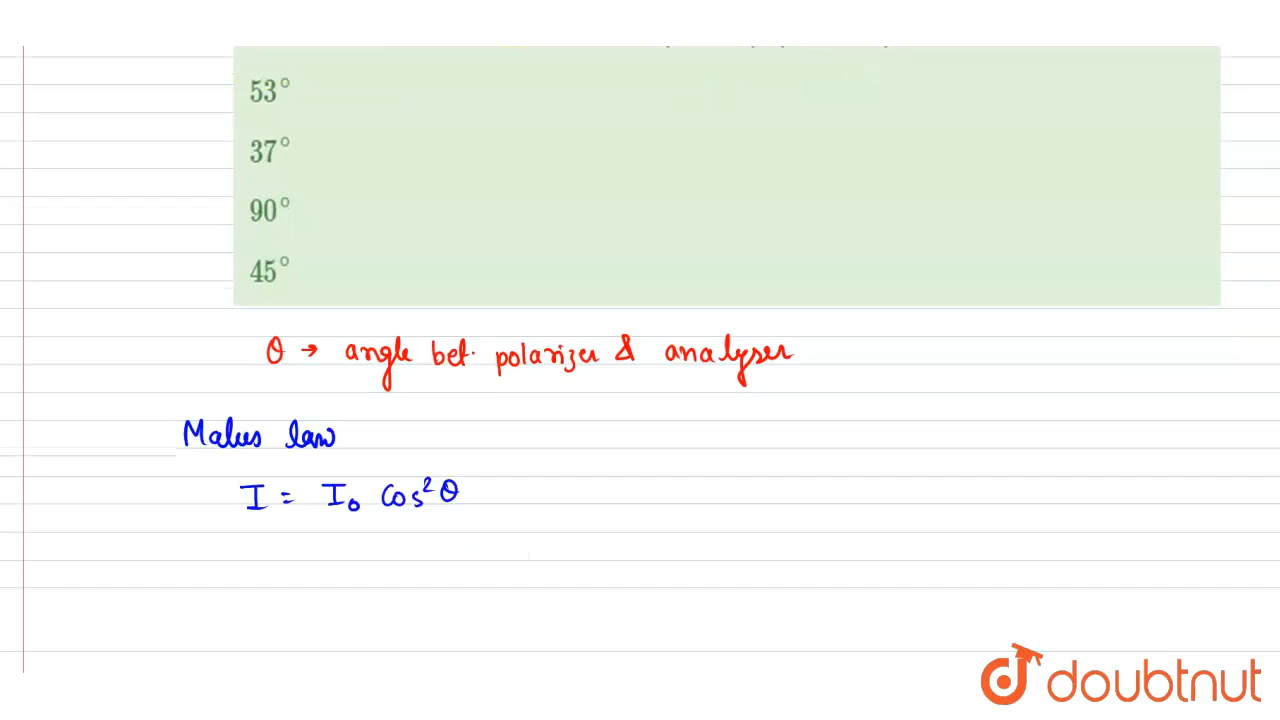 53°
37°
90°
45°
θ → angle bet. polarizer & analyser
Malus law
I = I₀ Cos²θ
doubtnut